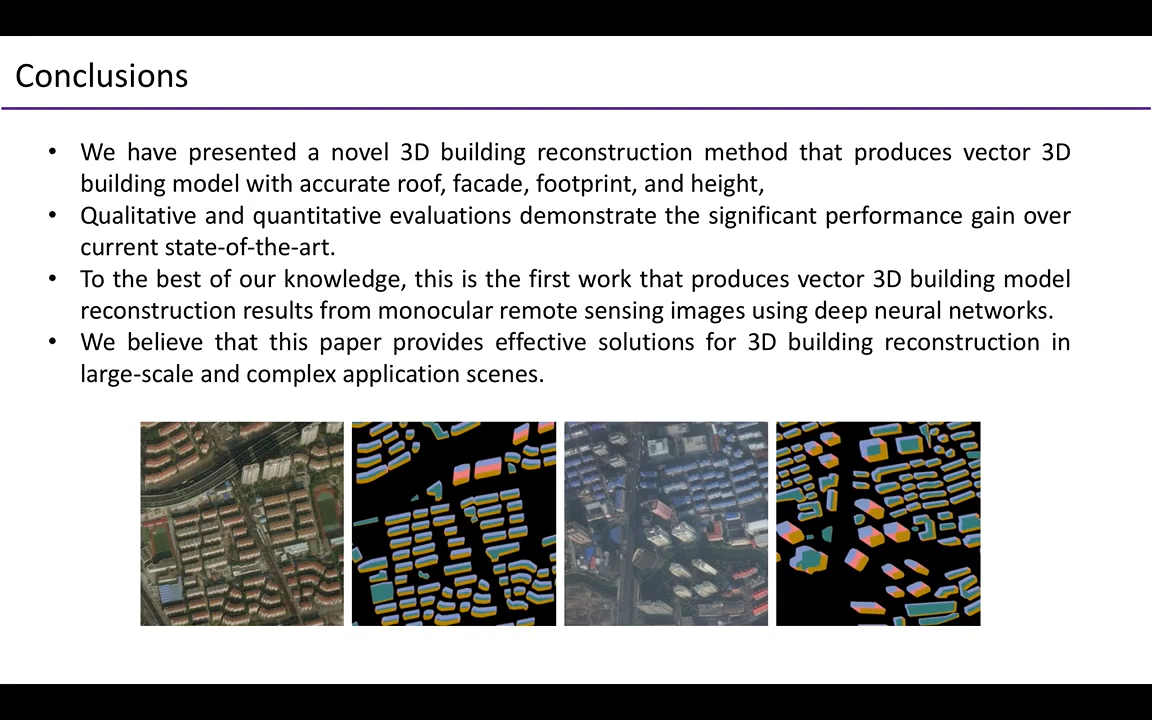 Conclusions
• We have presented a novel 3D building reconstruction method that produces vector 3D
building model with accurate roof, facade, footprint, and height,
• Qualitative and quantitative evaluations demonstrate the significant performance gain over
current state-of-the-art.
• To the best of our knowledge, this is the first work that produces vector 3D building model
reconstruction results from monocular remote sensing images using deep neural networks.
• We believe that this paper provides effective solutions for 3D building reconstruction in
large-scale and complex application scenes.